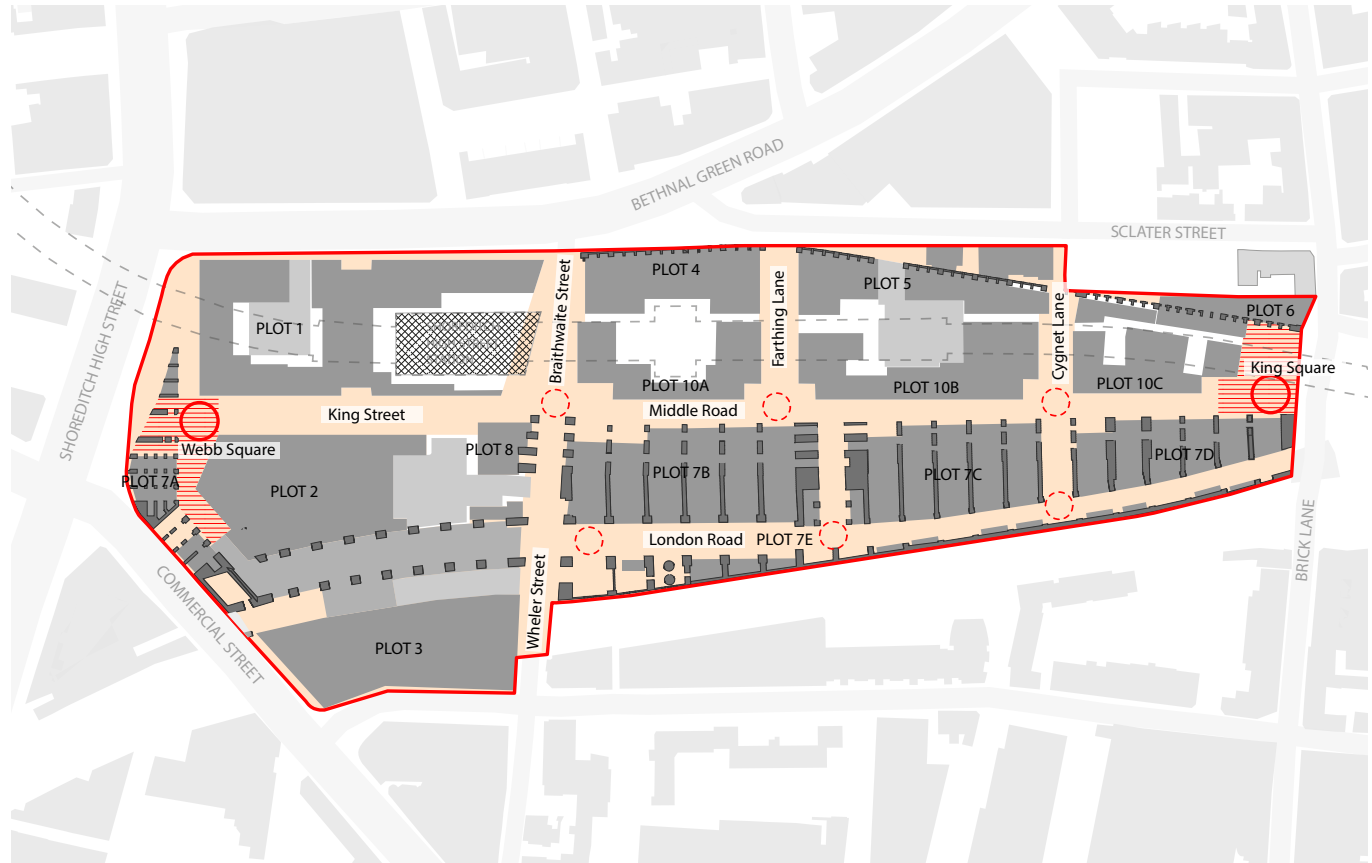 BETHNAL GREEN ROAD
SCLATER STREET
SHOREDITCH HIGH STREET
PLOT 4
PLOT 5
PLOT 6
PLOT 1
Braithwaite Street
Farthing Lane
Cygnet Lane
King Square
PLOT 10A
PLOT 10B
PLOT 10C
King Street
Middle Road
Webb Square
PLOT 8
PLOT 7A
PLOT 2
PLOT 7B
PLOT 7C
PLOT 7D
London Road
PLOT 7E
Wheler Street
BRICK LANE
COMMERCIAL STREET
PLOT 3